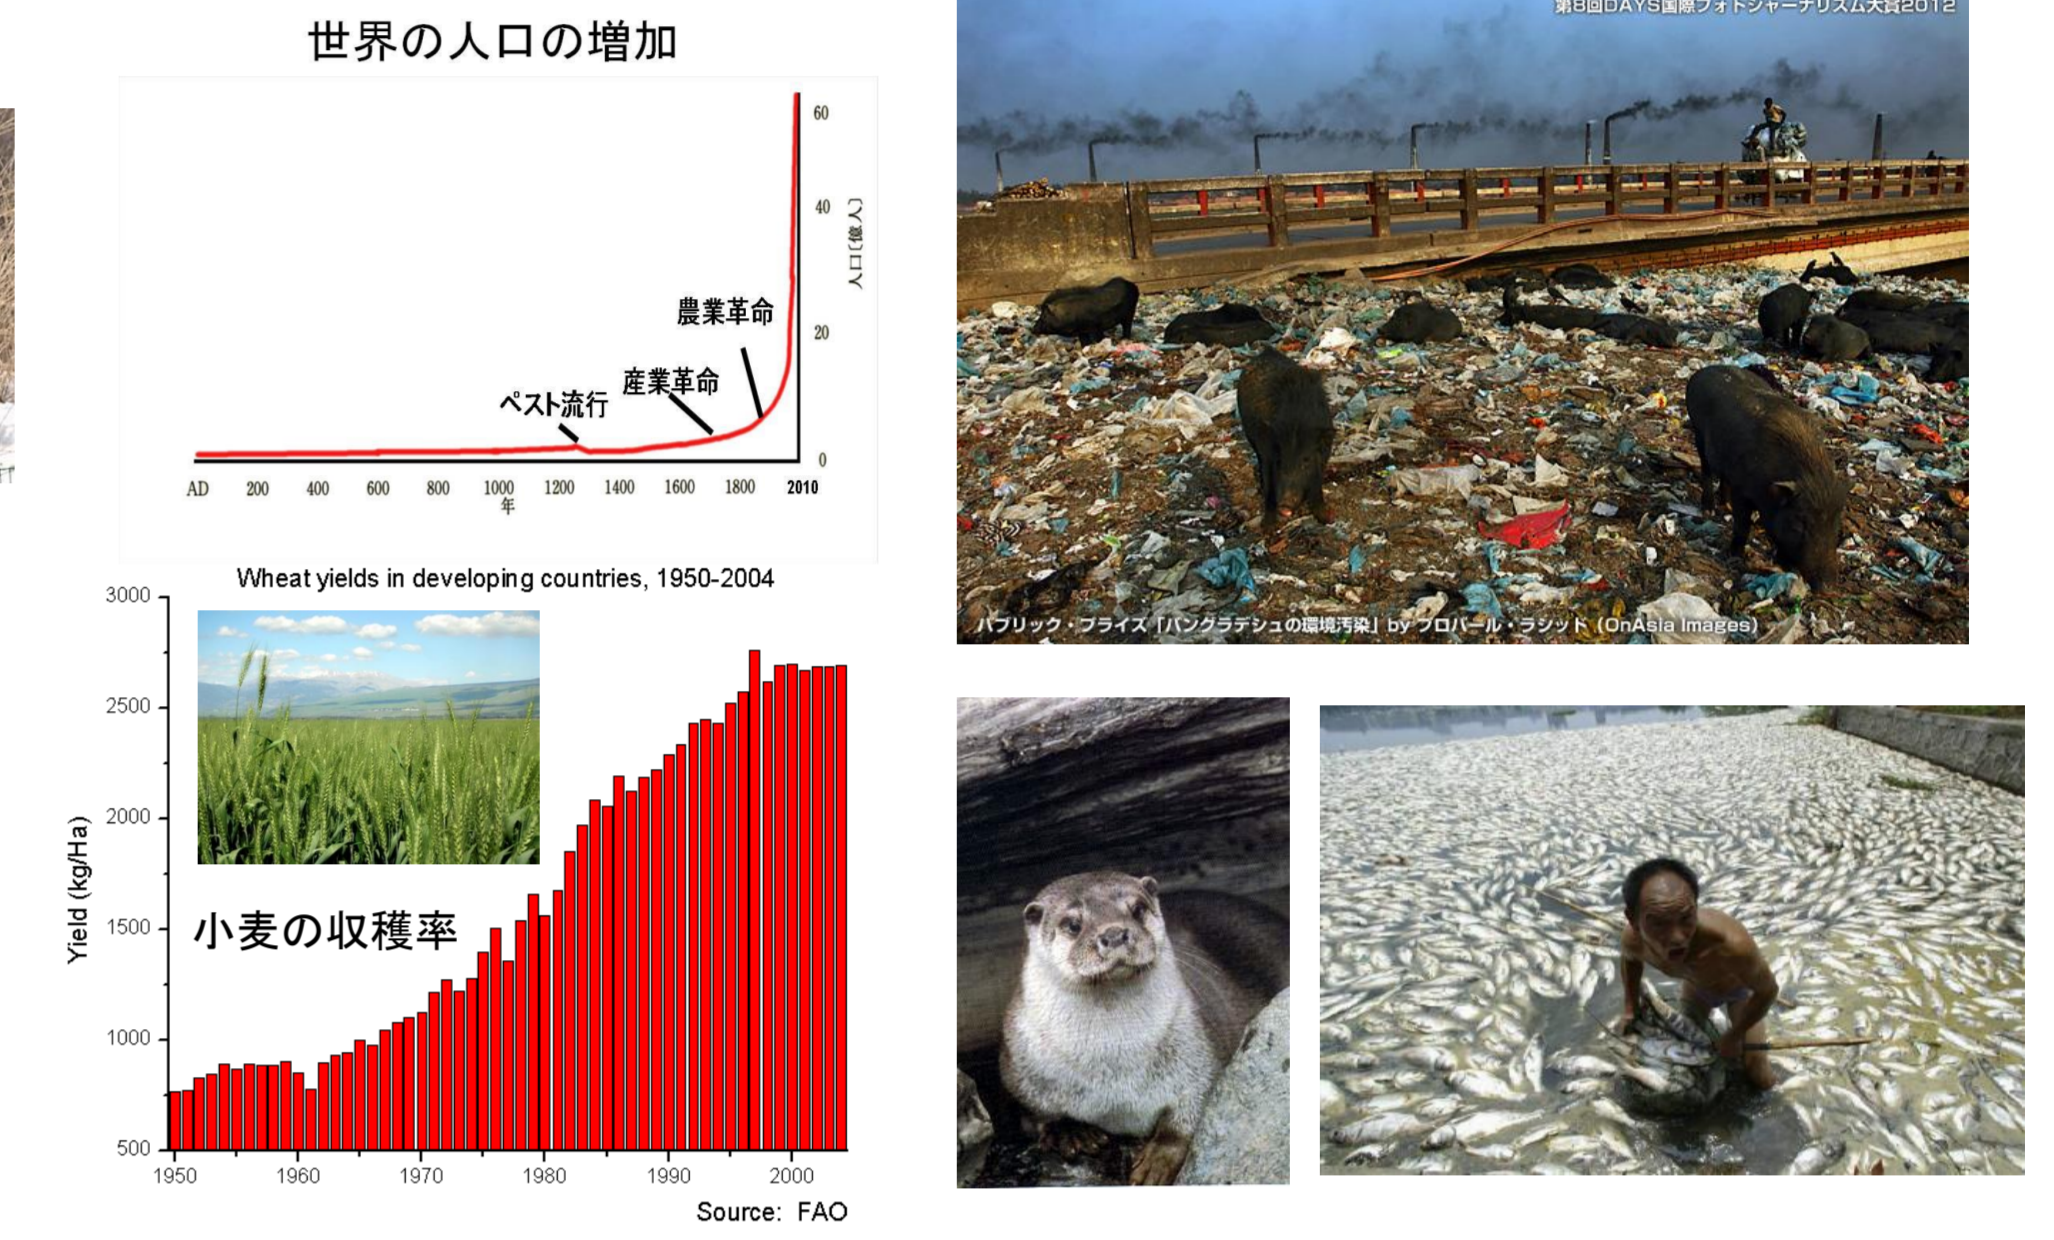 世界の人口の増加
60
40
人口〔億人〕
農業革命
20
産業革命
ペスト流行
0
AD 200 400 600 800 1000 1200 1400 1600 1800 2010
年
Wheat yields in developing countries, 1950-2004
3000
2500
2000
Yield (kg/Ha)
小麦の収穫率
1500
1000
500
1950 1960 1970 1980 1990 2000
Source: FAO
第8回DAYS国際フォトジャーナリズム大賞2012
パブリック・プライズ「バングラデシュの環境汚染」by プロバール・ラシッド（OnAsia Images）